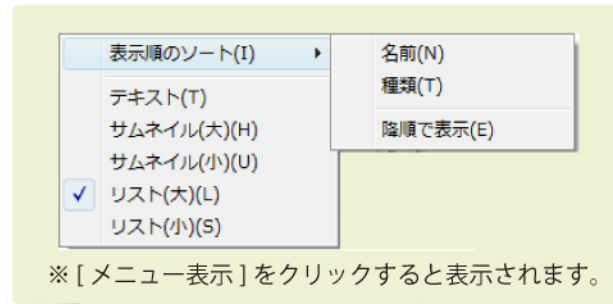 表示順のソート(I)
名前(N)
種類(T)
降順で表示(E)
テキスト(T)
サムネイル(大)(H)
サムネイル(小)(U)
リスト(大)(L)
リスト(小)(S)
※ [ メニュー表示 ] をクリックすると表示されます。